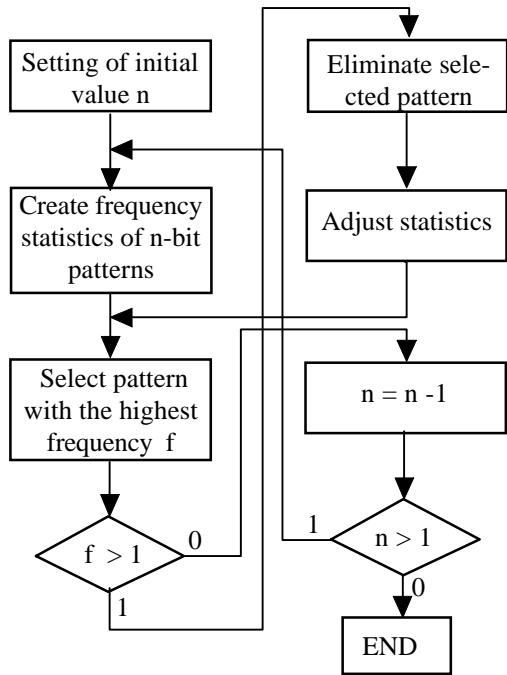 Setting of initial
value n
Create frequency
statistics of n-bit
patterns
Select pattern
with the highest
frequency f
f > 1
0
1
Eliminate sele-
cted pattern
Adjust statistics
n = n -1
n > 1
1
0
END